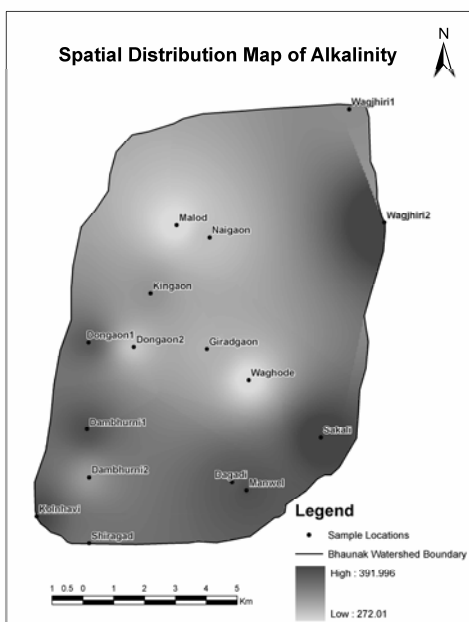 Spatial Distribution Map of Alkalinity
N
Wagjhiri1
Wagjhiri2
Malod
Naigaon
Kingaon
Dongaon1
Dongaon2
Giradgaon
Waghode
Dambhurni1
Sakali
Dambhurni2
Dagadi
Manwel
Kolnhavi
Shiragad
Legend
Sample Locations
Bhaunak Watershed Boundary
High : 391.996
Low : 272.01
1 0.5 0 1 2 3 4 5
Km